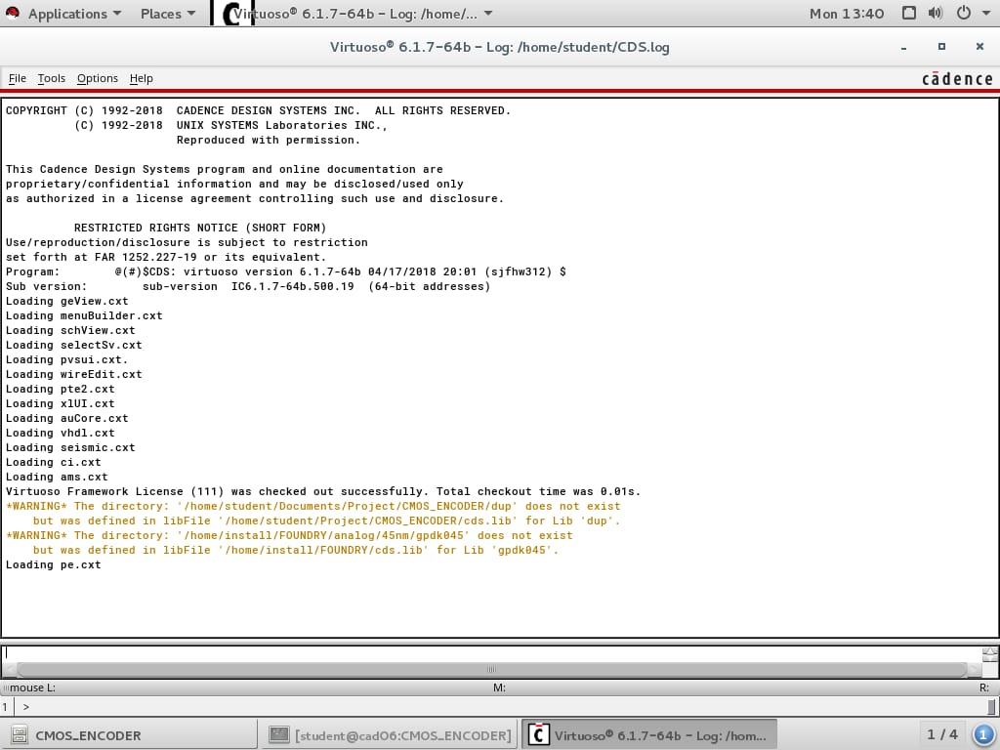 Applications Places Virtuoso® 6.1.7-64b - Log: /home/... Mon 13:40
Virtuoso® 6.1.7-64b - Log: /home/student/CDS.log
File Tools Options Help cādence
COPYRIGHT (C) 1992-2018 CADENCE DESIGN SYSTEMS INC. ALL RIGHTS RESERVED.
(C) 1992-2018 UNIX SYSTEMS Laboratories INC.,
Reproduced with permission.
This Cadence Design Systems program and online documentation are
proprietary/confidential information and may be disclosed/used only
as authorized in a license agreement controlling such use and disclosure.
RESTRICTED RIGHTS NOTICE (SHORT FORM)
Use/reproduction/disclosure is subject to restriction
set forth at FAR 1252.227-19 or its equivalent.
Program: @(#)$CDS: virtuoso version 6.1.7-64b 04/17/2018 20:01 (sjfhw312) $
Sub version: sub-version IC6.1.7-64b.500.19 (64-bit addresses)
Loading geView.cxt
Loading menuBuilder.cxt
Loading schView.cxt
Loading selectSv.cxt
Loading pvsui.cxt.
Loading wireEdit.cxt
Loading pte2.cxt
Loading xlUI.cxt
Loading auCore.cxt
Loading vhdl.cxt
Loading seismic.cxt
Loading ci.cxt
Loading ams.cxt
Virtuoso Framework License (111) was checked out successfully. Total checkout time was 0.01s.
*WARNING* The directory: '/home/student/Documents/Project/CMOS_ENCODER/dup' does not exist
but was defined in libFile '/home/student/Project/CMOS_ENCODER/cds.lib' for Lib 'dup'.
*WARNING* The directory: '/home/install/FOUNDRY/analog/45nm/gpdk045' does not exist
but was defined in libFile '/home/install/FOUNDRY/cds.lib' for Lib 'gpdk045'.
Loading pe.cxt
mouse L: M: R:
1 >
CMOS_ENCODER [student@cad06:CMOS_ENCODER] Virtuoso® 6.1.7-64b - Log: /hom... 1 / 4 1